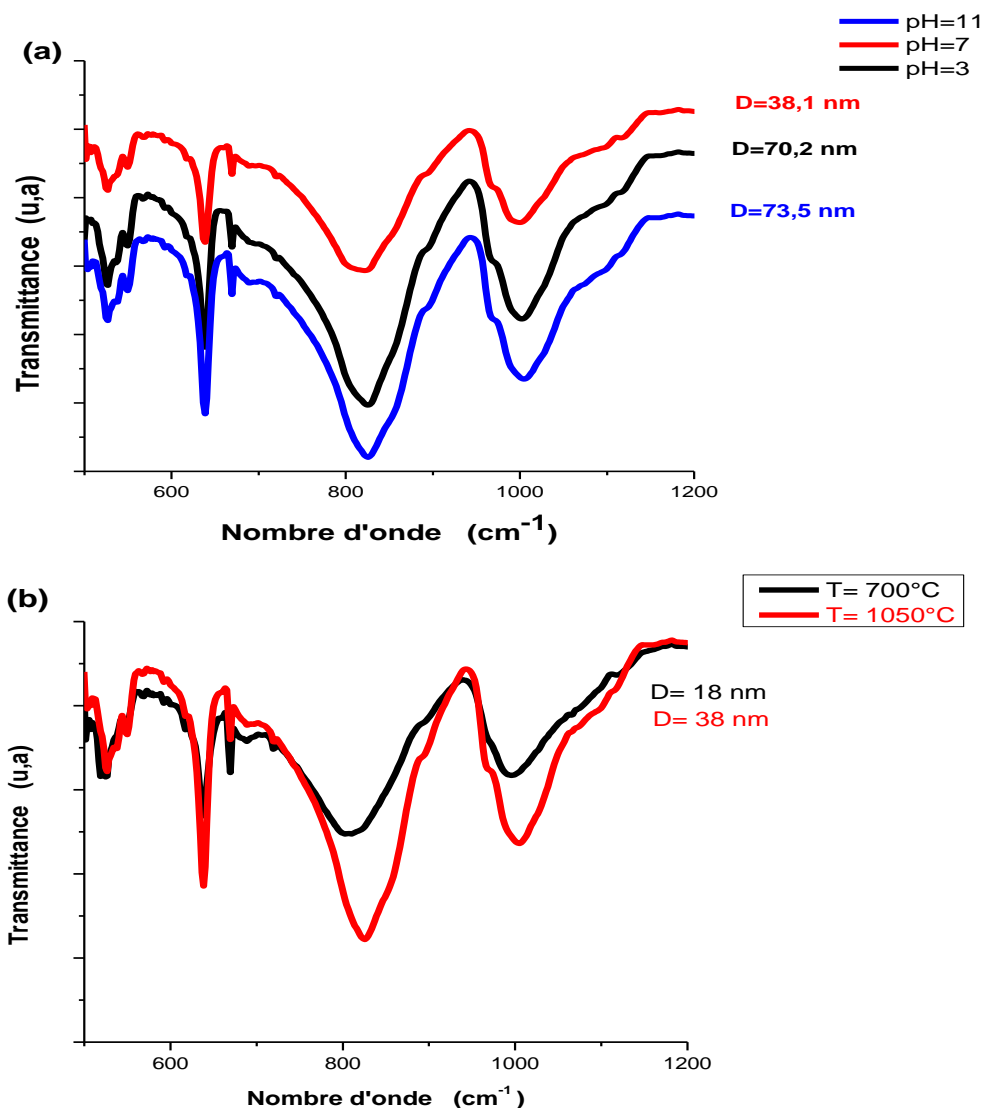 pH=11
pH=7
pH=3
(a)
D=38,1 nm
D=70,2 nm
D=73,5 nm
Transmittance (u,a)
600 800 1000 1200
Nombre d'onde (cm⁻¹)
(b)
T= 700°C
T= 1050°C
D= 18 nm
D= 38 nm
Transmittance (u,a)
600 800 1000 1200
Nombre d'onde (cm⁻¹)